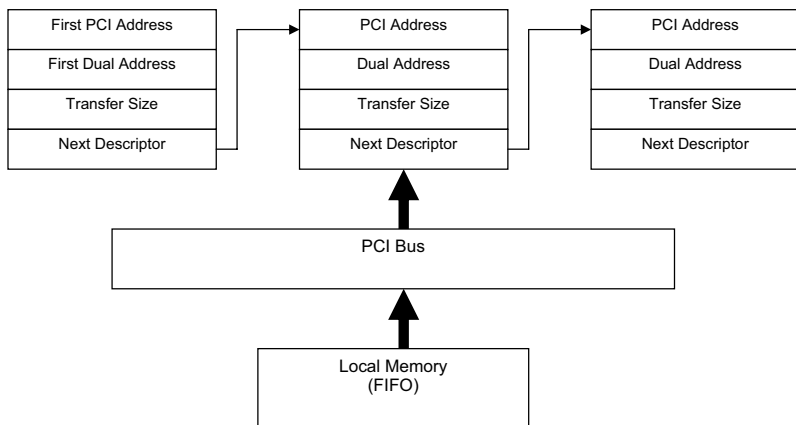 First PCI Address
First Dual Address
Transfer Size
Next Descriptor
PCI Address
Dual Address
Transfer Size
Next Descriptor
PCI Address
Dual Address
Transfer Size
Next Descriptor
PCI Bus
Local Memory
(FIFO)